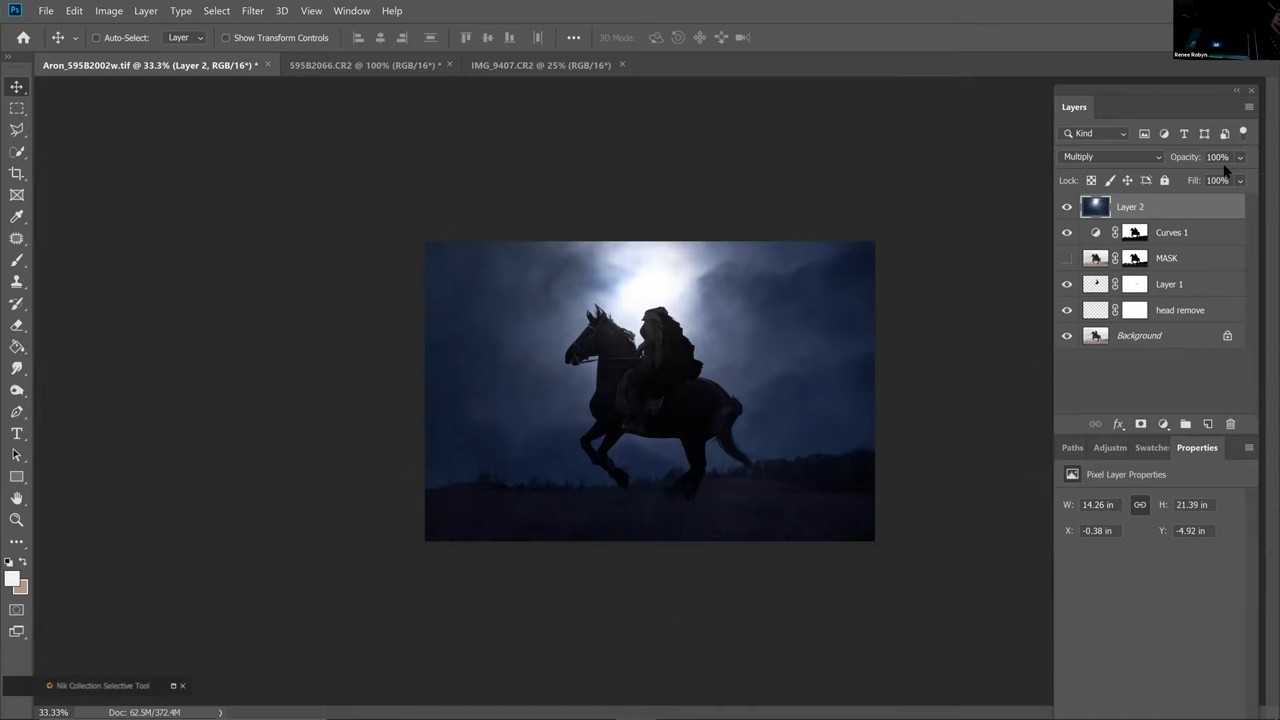 Ps File Edit Image Layer Type Select Filter 3D View Window Help
Auto-Select: Layer Show Transform Controls 3D Mode:
Renee Robyn
Aron_595B2002w.tif @ 33.3% (Layer 2, RGB/16*) * 595B2066.CR2 @ 100% (RGB/16*) * IMG_9407.CR2 @ 25% (RGB/16*)
Layers
Kind
Multiply Opacity: 100%
Lock: Fill: 100%
Layer 2
Curves 1
MASK
Layer 1
head remove
Background
fx
Paths Adjustm Swatche Properties
Pixel Layer Properties
W: 14.26 in H: 21.39 in
X: -0.38 in Y: -4.92 in
Nik Collection Selective Tool
33.33% Doc: 62.5M/372.4M